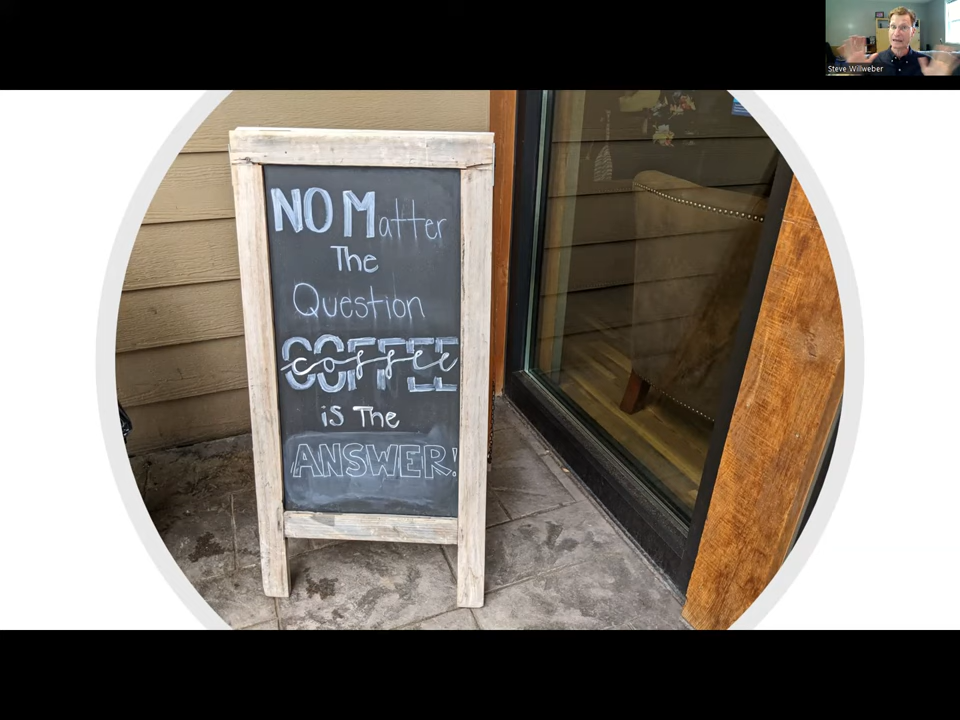 Steve Willweber
NO Matter
The
Question
COFFEE
coffee
is The
ANSWER!